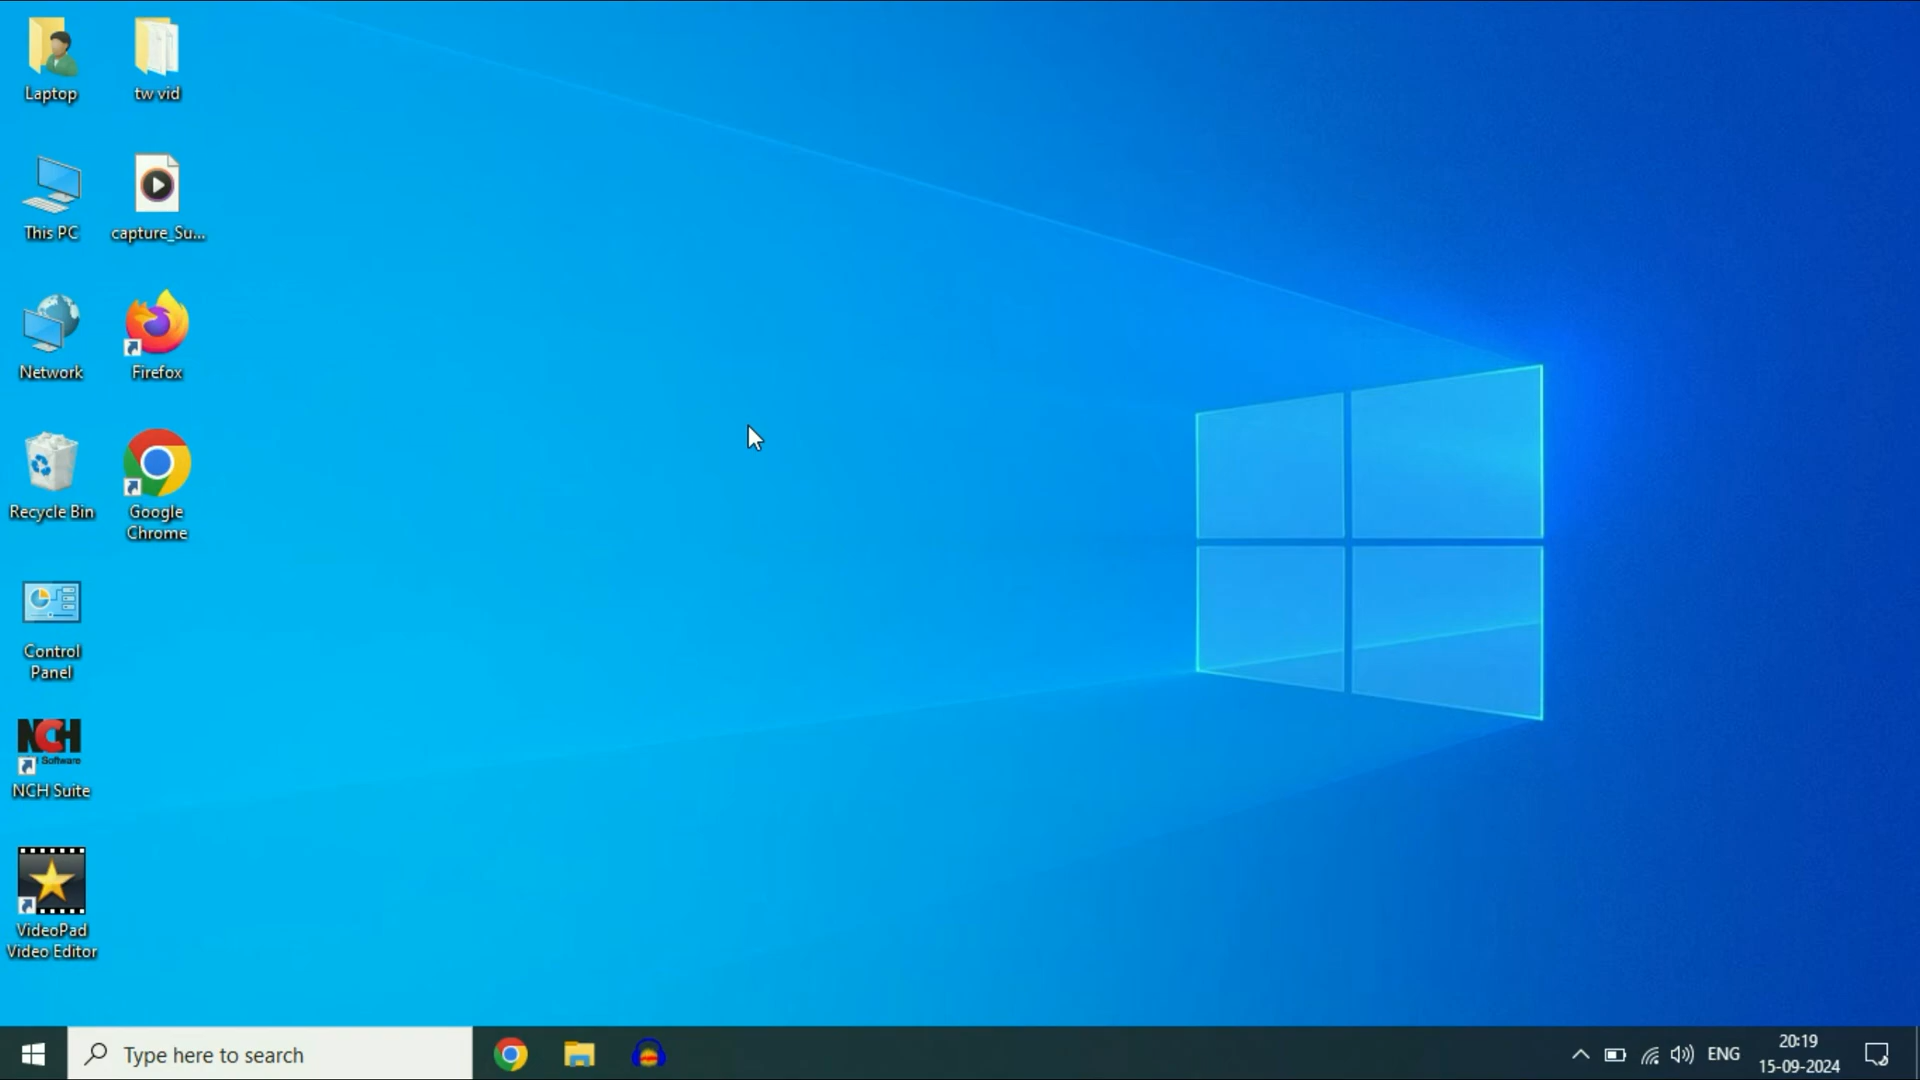 Laptop
tw vid
This PC
capture_Su...
Network
Firefox
Recycle Bin
Google
Chrome
Control
Panel
NCH
Software
NCH Suite
VideoPad
Video Editor
Type here to search
ENG
20:19
15-09-2024